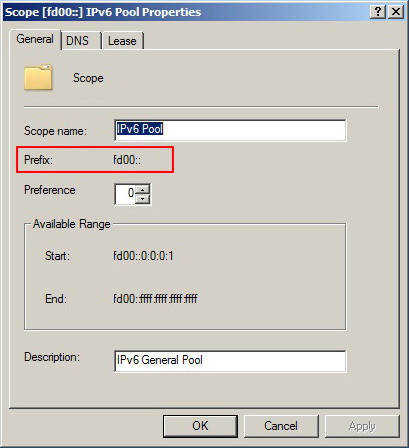 Scope [fd00::] IPv6 Pool Properties
General DNS Lease
Scope
Scope name: IPv6 Pool
Prefix: fd00::
Preference 0
Available Range
Start: fd00::0:0:0:1
End: fd00::ffff:ffff:ffff:ffff
Description: IPv6 General Pool
OK Cancel Apply